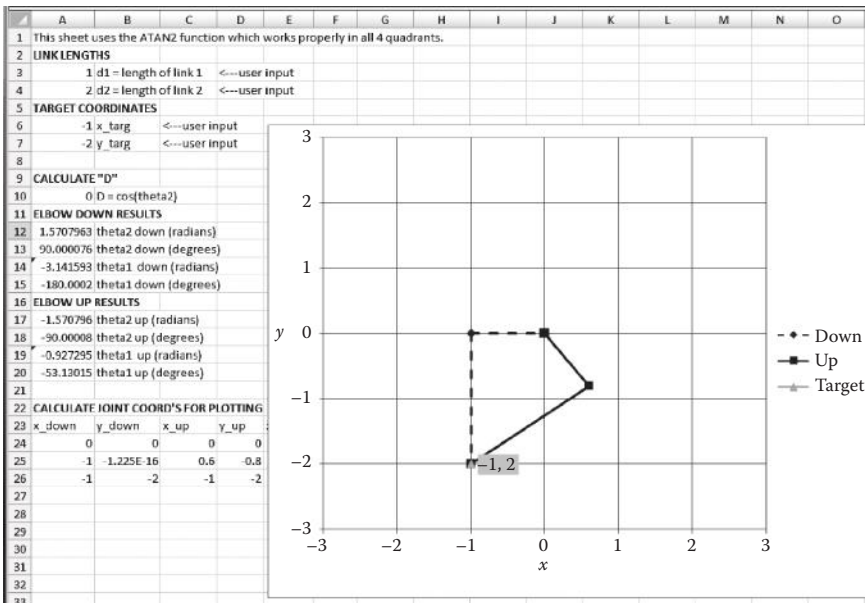 A B C D E F G H I J K L M N O
1 This sheet uses the ATAN2 function which works properly in all 4 quadrants.
2 LINK LENGTHS
3 1 d1 = length of link 1 <---user input
4 2 d2 = length of link 2 <---user input
5 TARGET COORDINATES
6 -1 x_targ <---user input
7 -2 y_targ <---user input
8
9 CALCULATE "D"
10 0 D = cos(theta2)
11 ELBOW DOWN RESULTS
12 1.5707963 theta2 down (radians)
13 90.000076 theta2 down (degrees)
14 -3.141593 theta1 down (radians)
15 -180.0002 theta1 down (degrees)
16 ELBOW UP RESULTS
17 -1.570796 theta2 up (radians)
18 -90.00008 theta2 up (degrees)
19 -0.927295 theta1 up (radians)
20 -53.13015 theta1 up (degrees)
21
22 CALCULATE JOINT COORD'S FOR PLOTTING
23 x_down y_down x_up y_up
24 0 0 0 0
25 -1 -1.225E-16 0.6 -0.8
26 -1 -2 -1 -2
27
28
29
30
31
32
33
3
2
1
0
−1
−2
−3
y
−3 −2 −1 0 1 2 3
x
−1, 2
Down
Up
Target